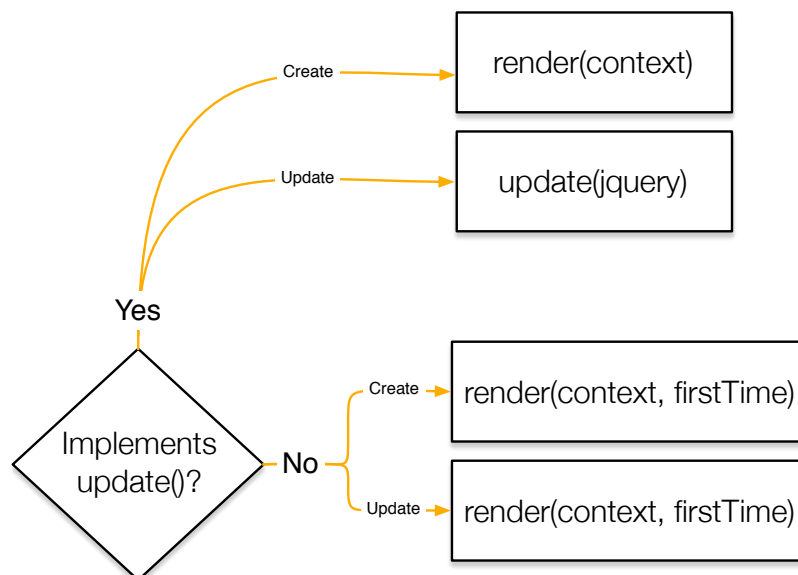 Create
render(context)
Update
update(jquery)
Yes
Implements
update()?
No
Create
render(context, firstTime)
Update
render(context, firstTime)